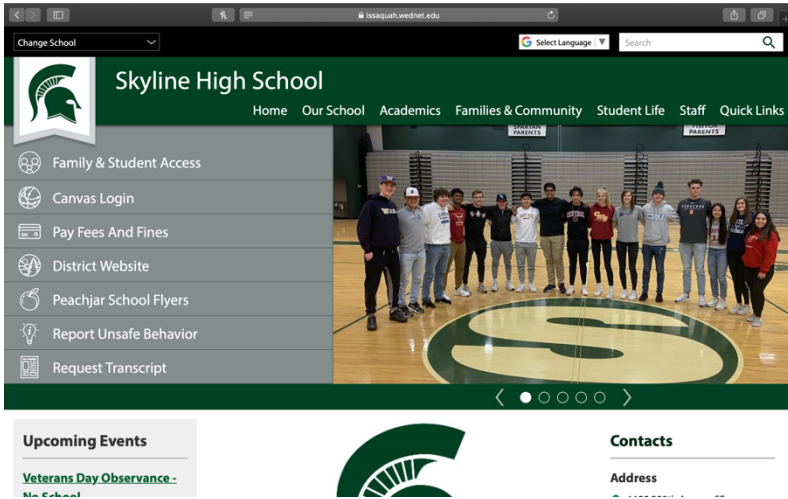 issaquah.wednet.edu
Change School
Select Language
Search
Skyline High School
Home Our School Academics Families & Community Student Life Staff Quick Links
Family & Student Access
Canvas Login
Pay Fees And Fines
District Website
Peachjar School Flyers
Report Unsafe Behavior
Request Transcript
SPARTAN
PARENTS
PARENTS
S
Upcoming Events
Veterans Day Observance -
No School
Contacts
Address